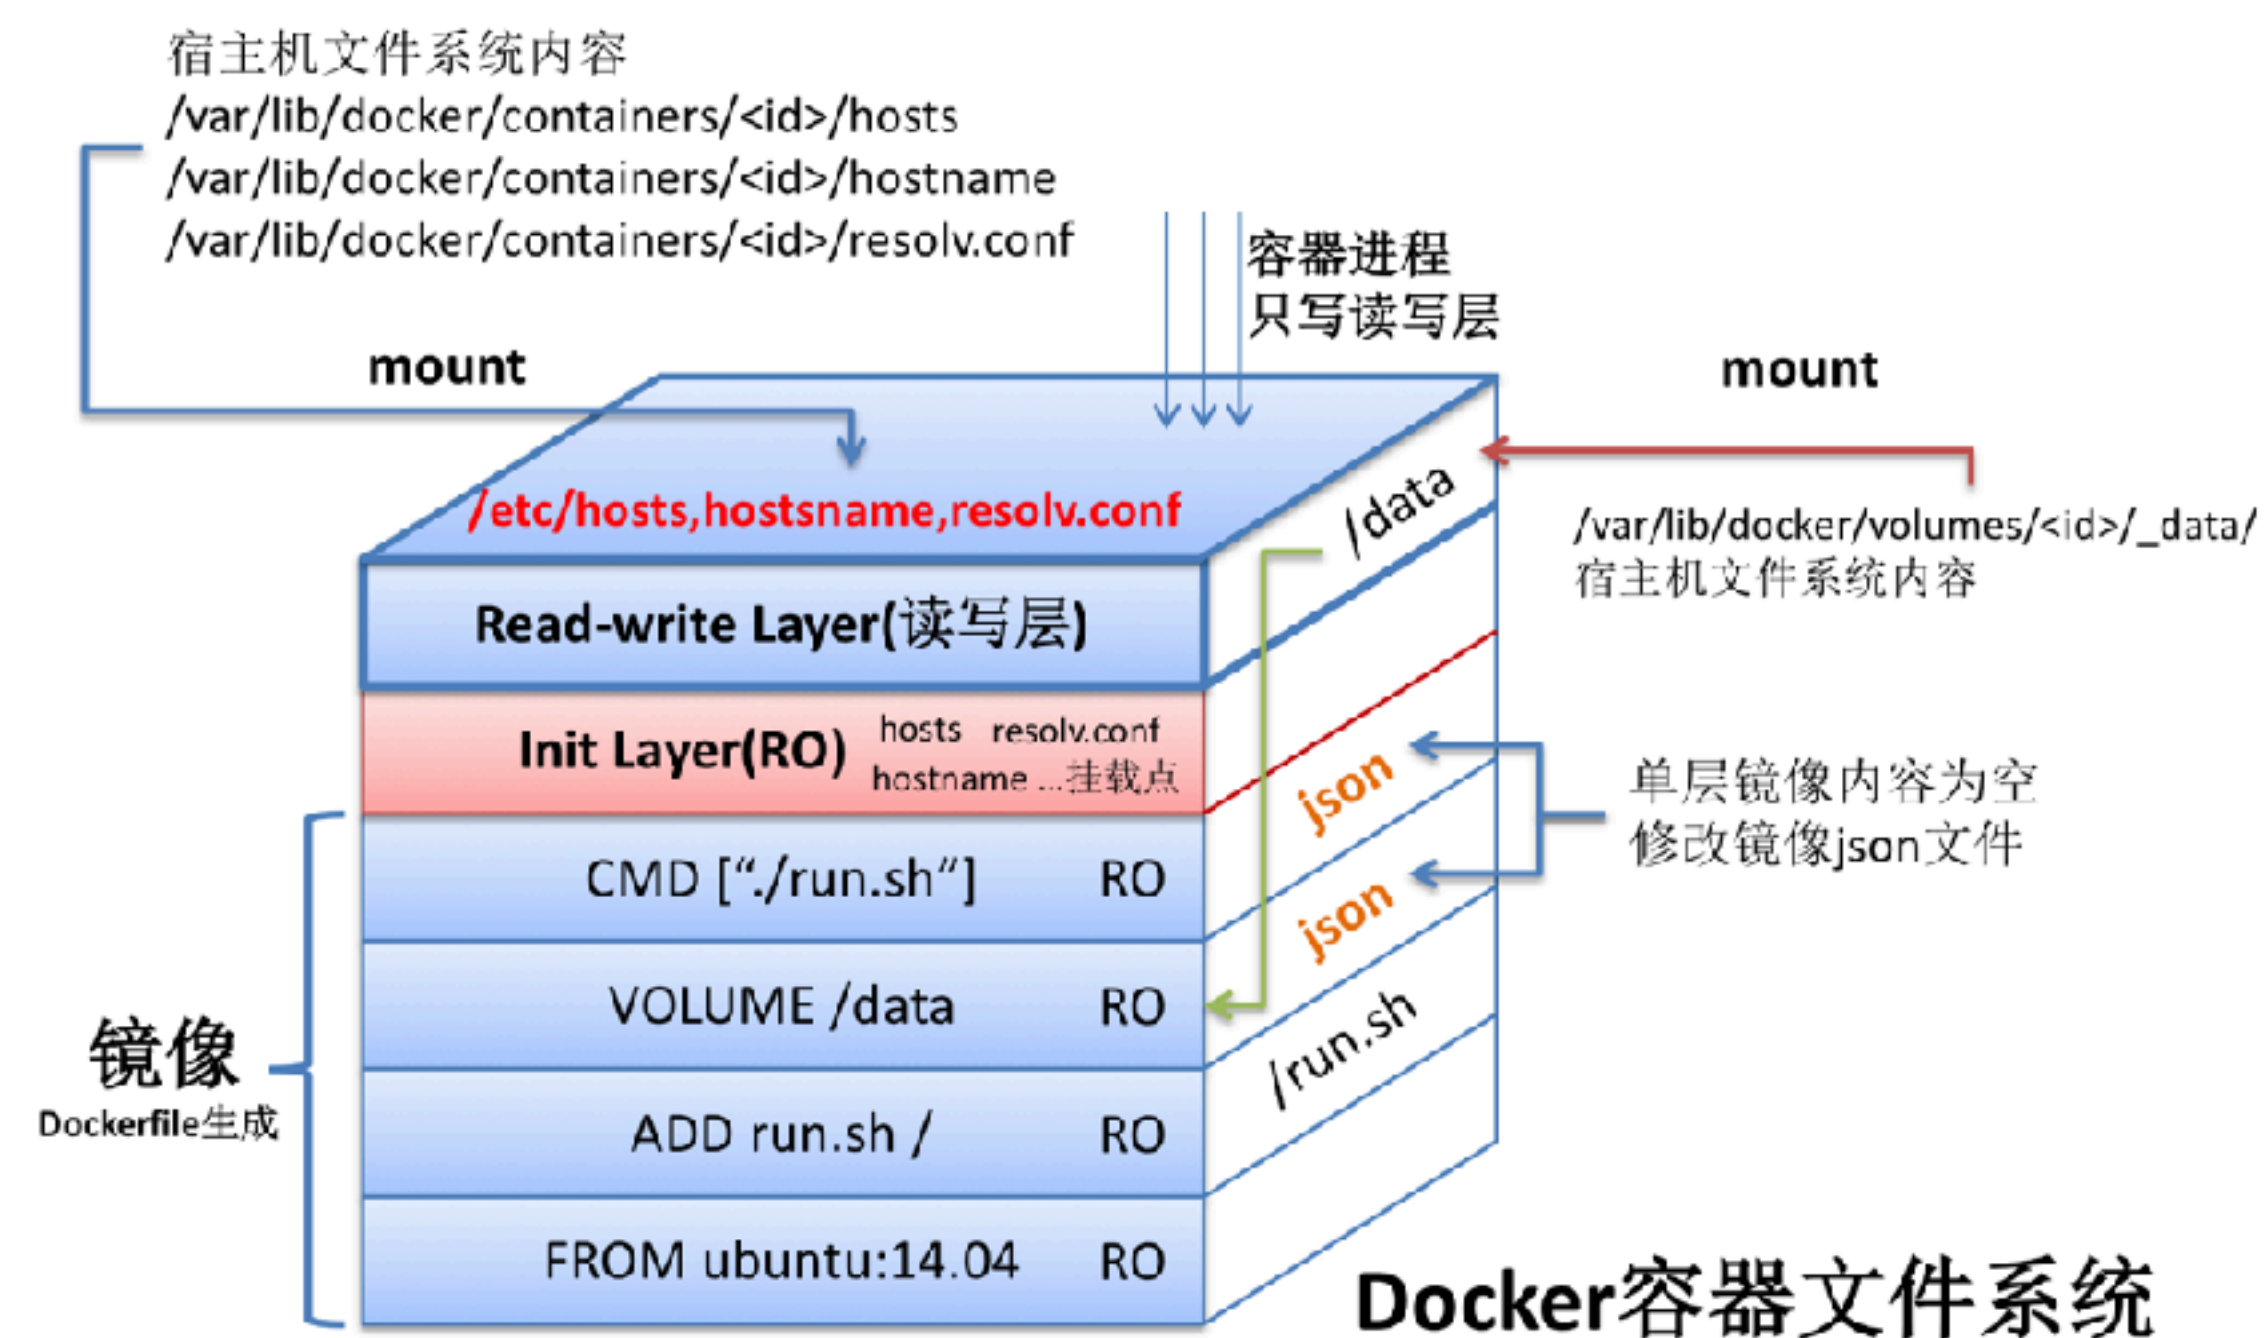 宿主机文件系统内容
/var/lib/docker/containers/<id>/hosts
/var/lib/docker/containers/<id>/hostname
/var/lib/docker/containers/<id>/resolv.conf
容器进程
只写读写层
mount
mount
/etc/hosts,hostsname,resolv.conf
/data
/var/lib/docker/volumes/<id>/_data/
宿主机文件系统内容
Read-write Layer(读写层)
Init Layer(RO)
hosts resolv.conf
hostname ...挂载点
json
单层镜像内容为空
修改镜像json文件
CMD [“./run.sh“] RO
json
VOLUME /data RO
/run.sh
镜像
Dockerfile生成
ADD run.sh / RO
FROM ubuntu:14.04 RO
Docker容器文件系统